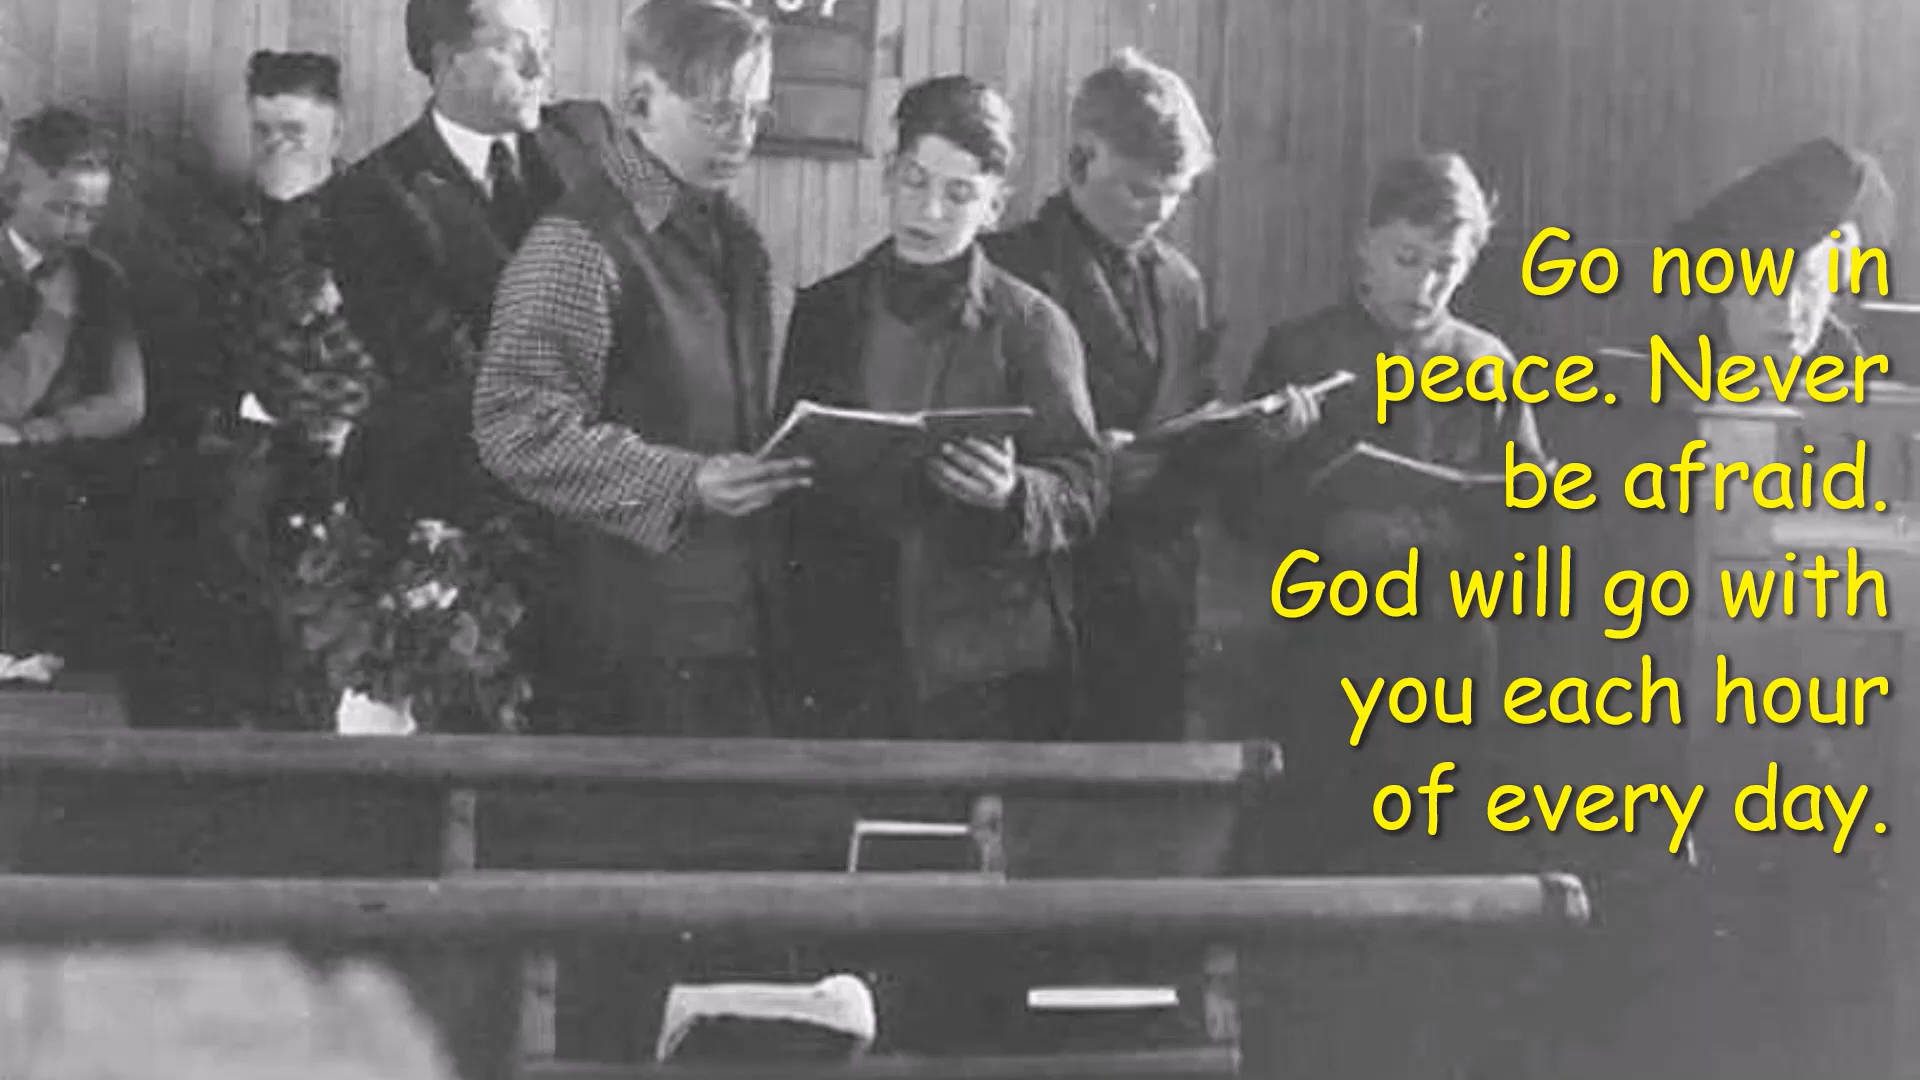 Go now in
peace. Never
be afraid.
God will go with
you each hour
of every day.